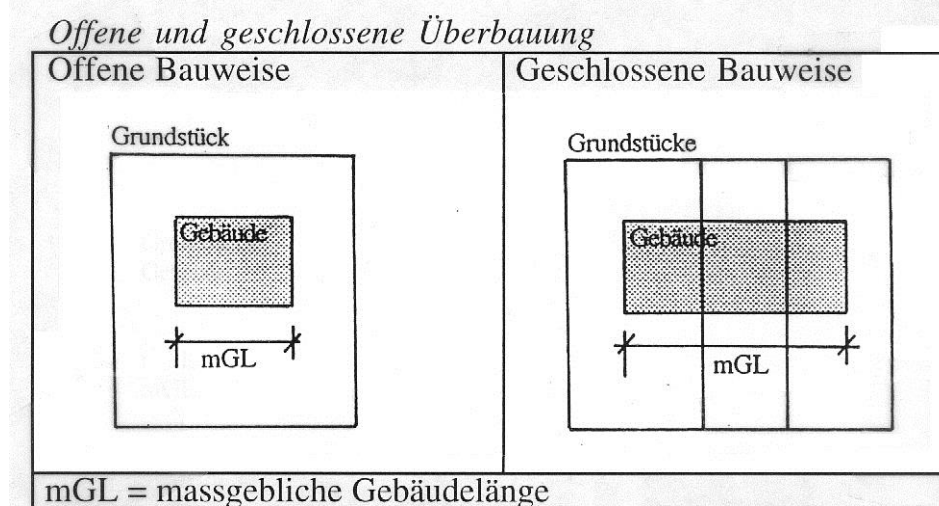 Offene und geschlossene Überbauung
Offene Bauweise
Geschlossene Bauweise
Grundstück
Gebäude
mGL
Grundstücke
Gebäude
mGL
mGL = massgebliche Gebäudelänge